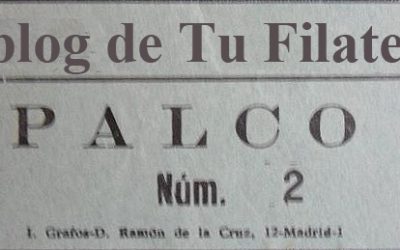 blog de Tu Filate
PALCO
Núm. 2
I. Grafos-D. Ramón de la Cruz, 12-Madrid-1